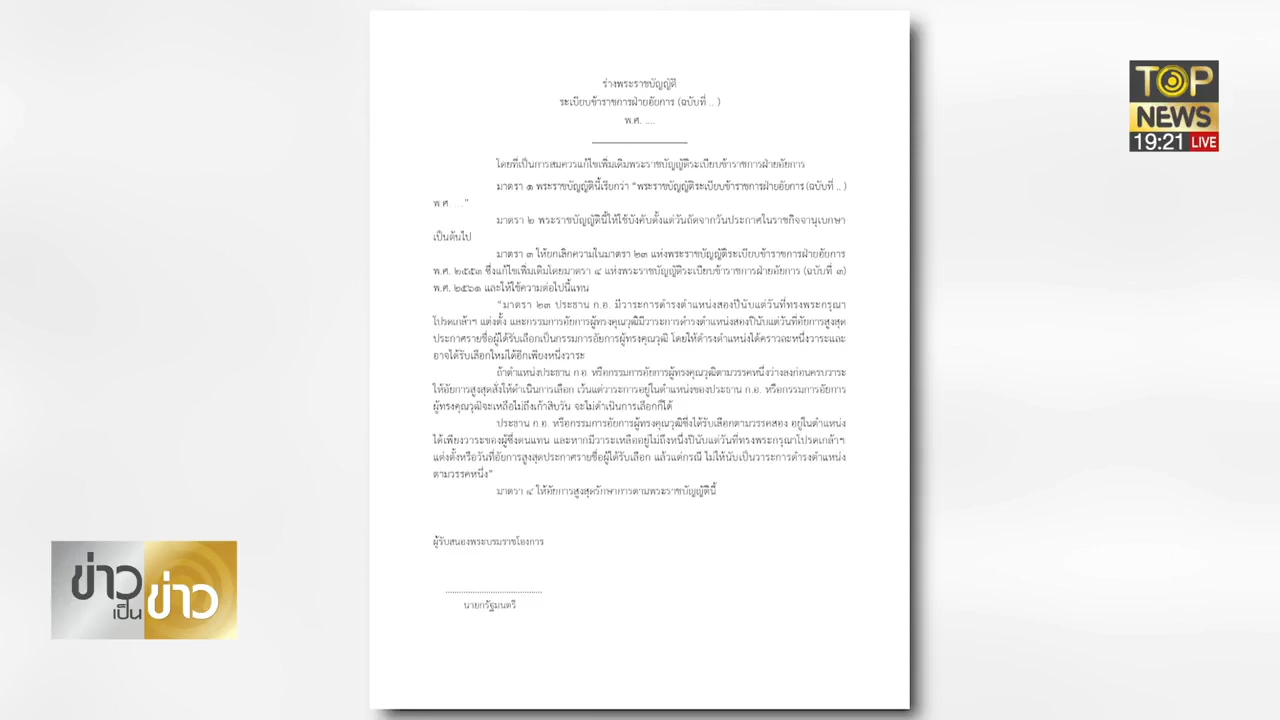 ร่างพระราชบัญญัติ
ระเบียบข้าราชการฝ่ายอัยการ (ฉบับที่ .. )
พ.ศ. ....
โดยที่เป็นการสมควรแก้ไขเพิ่มเติมพระราชบัญญัติระเบียบข้าราชการฝ่ายอัยการ
มาตรา ๑ พระราชบัญญัตินี้เรียกว่า “พระราชบัญญัติระเบียบข้าราชการฝ่ายอัยการ (ฉบับที่ .. )
พ.ศ. ....”
มาตรา ๒ พระราชบัญญัตินี้ให้ใช้บังคับตั้งแต่วันถัดจากวันประกาศในราชกิจจานุเบกษา
เป็นต้นไป
มาตรา ๓ ให้ยกเลิกความในมาตรา ๒๓ แห่งพระราชบัญญัติระเบียบข้าราชการฝ่ายอัยการ
พ.ศ. ๒๕๕๓ ซึ่งแก้ไขเพิ่มเติมโดยมาตรา ๔ แห่งพระราชบัญญัติระเบียบข้าราชการฝ่ายอัยการ (ฉบับที่ ๓)
พ.ศ. ๒๕๖๑ และให้ใช้ความต่อไปนี้แทน
“มาตรา ๒๓ ประธาน ก.อ. มีวาระการดำรงตำแหน่งสองปีนับแต่วันที่ทรงพระกรุณา
โปรดเกล้าฯ แต่งตั้ง และกรรมการอัยการผู้ทรงคุณวุฒิมีวาระการดำรงตำแหน่งสองปีนับแต่วันที่อัยการสูงสุด
ประกาศรายชื่อผู้ได้รับเลือกเป็นกรรมการอัยการผู้ทรงคุณวุฒิ โดยให้ดำรงตำแหน่งได้คราวละหนึ่งวาระและ
อาจได้รับเลือกใหม่ได้อีกเพียงหนึ่งวาระ
ถ้าตำแหน่งประธาน ก.อ. หรือกรรมการอัยการผู้ทรงคุณวุฒิตามวรรคหนึ่งว่างลงก่อนครบวาระ
ให้อัยการสูงสุดสั่งให้ดำเนินการเลือก เว้นแต่วาระการอยู่ในตำแหน่งของประธาน ก.อ. หรือกรรมการอัยการ
ผู้ทรงคุณวุฒิจะเหลือไม่ถึงเก้าสิบวัน จะไม่ดำเนินการเลือกก็ได้
ประธาน ก.อ. หรือกรรมการอัยการผู้ทรงคุณวุฒิซึ่งได้รับเลือกตามวรรคสอง อยู่ในตำแหน่ง
ได้เพียงวาระของผู้ซึ่งตนแทน และหากมีวาระเหลืออยู่ไม่ถึงหนึ่งปีนับแต่วันที่ทรงพระกรุณาโปรดเกล้าฯ
แต่งตั้งหรือวันที่อัยการสูงสุดประกาศรายชื่อผู้ได้รับเลือก แล้วแต่กรณี ไม่ให้นับเป็นวาระการดำรงตำแหน่ง
ตามวรรคหนึ่ง”
มาตรา ๔ ให้อัยการสูงสุดรักษาการตามพระราชบัญญัตินี้
ผู้รับสนองพระบรมราชโองการ
..........................................
นายกรัฐมนตรี
TOP
NEWS
19:21 LIVE
ข่าว
เป็น
ข่าว